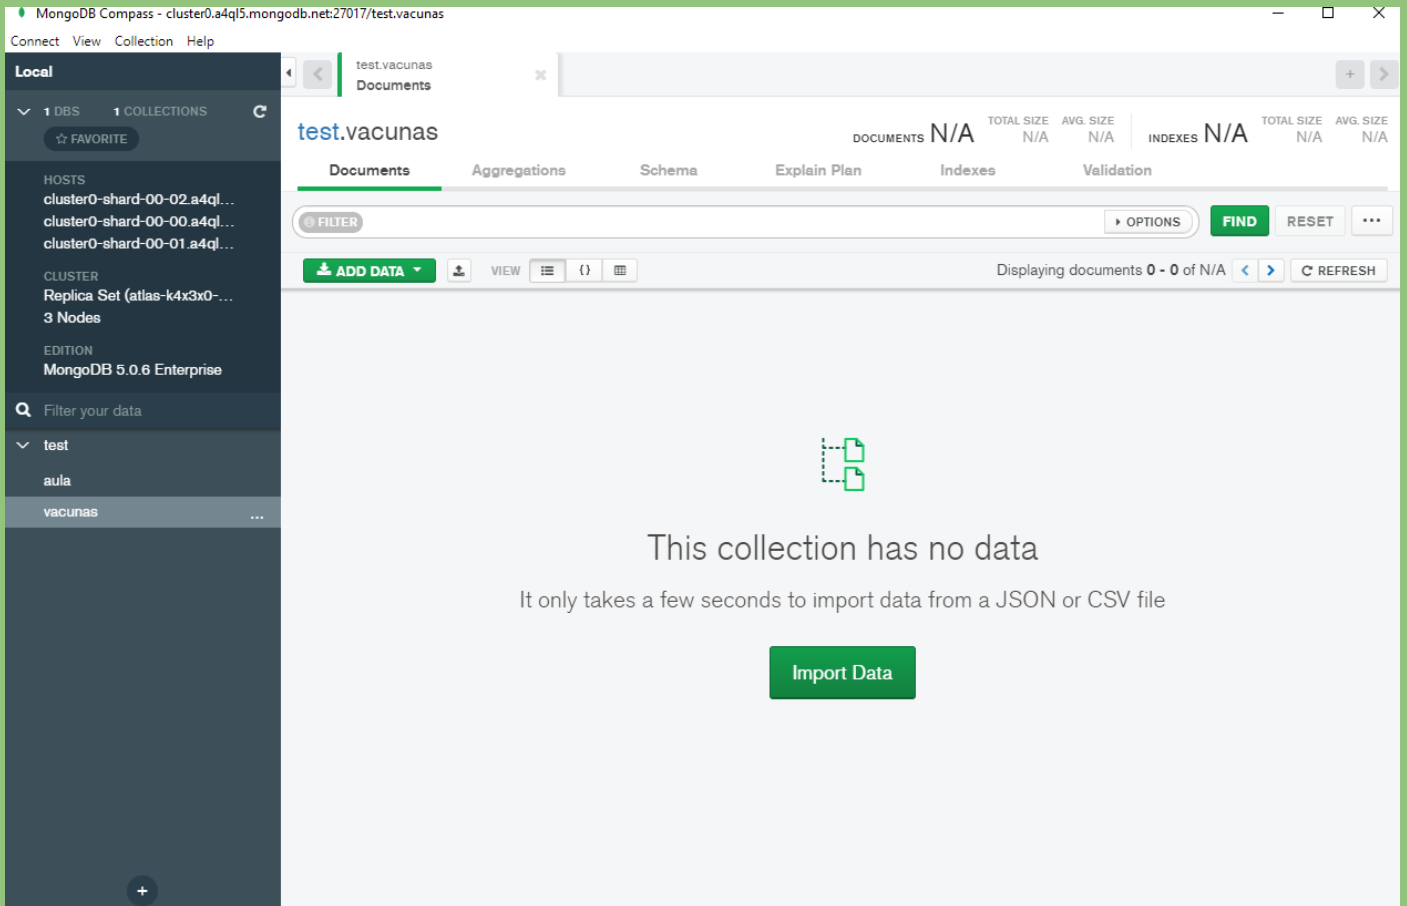 MongoDB Compass - cluster0.a4ql5.mongodb.net:27017/test.vacunas
Connect View Collection Help
Local
1 DBS 1 COLLECTIONS
FAVORITE
HOSTS
cluster0-shard-00-02.a4ql...
cluster0-shard-00-00.a4ql...
cluster0-shard-00-01.a4ql...
CLUSTER
Replica Set (atlas-k4x3x0-...
3 Nodes
EDITION
MongoDB 5.0.6 Enterprise
Filter your data
test
aula
vacunas ...
test.vacunas
Documents
test.vacunas
DOCUMENTS N/A TOTAL SIZE N/A AVG. SIZE N/A INDEXES N/A TOTAL SIZE N/A AVG. SIZE N/A
Documents Aggregations Schema Explain Plan Indexes Validation
FILTER OPTIONS FIND RESET ...
ADD DATA VIEW {} Displaying documents 0 - 0 of N/A < > REFRESH
This collection has no data
It only takes a few seconds to import data from a JSON or CSV file
Import Data